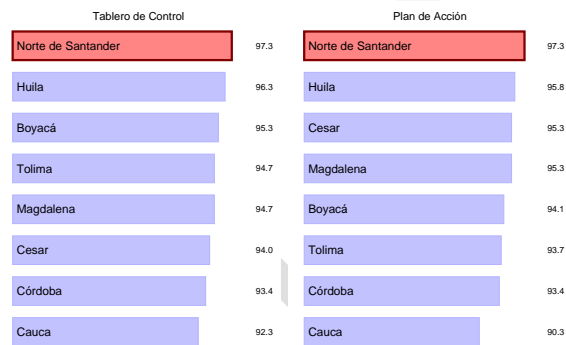 Tablero de Control
Norte de Santander 97.3
Huila 96.3
Boyacá 95.3
Tolima 94.7
Magdalena 94.7
Cesar 94.0
Córdoba 93.4
Cauca 92.3
Plan de Acción
Norte de Santander 97.3
Huila 95.8
Cesar 95.3
Magdalena 95.3
Boyacá 94.1
Tolima 93.7
Córdoba 93.4
Cauca 90.3